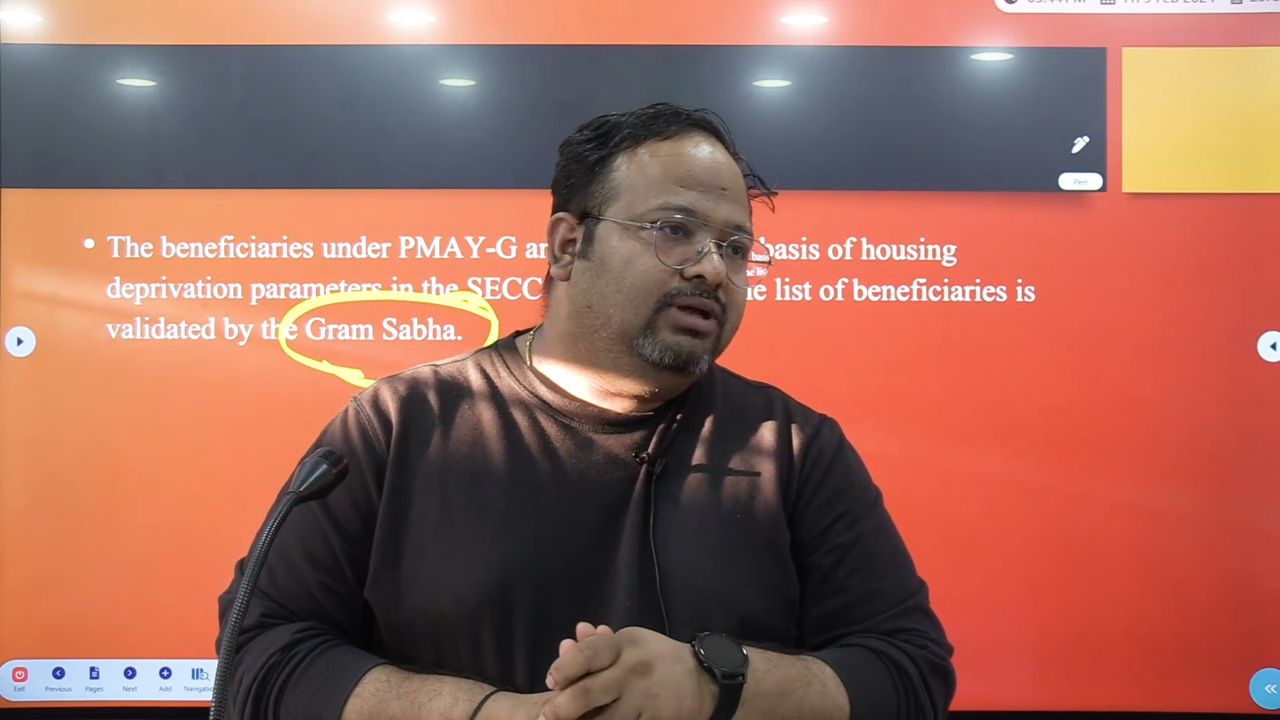 Pen
The beneficiaries under PMAY-G basis of housing
deprivation parameters in the SECC list of beneficiaries is
validated by the Gram Sabha.
Exit Previous Pages Next Add